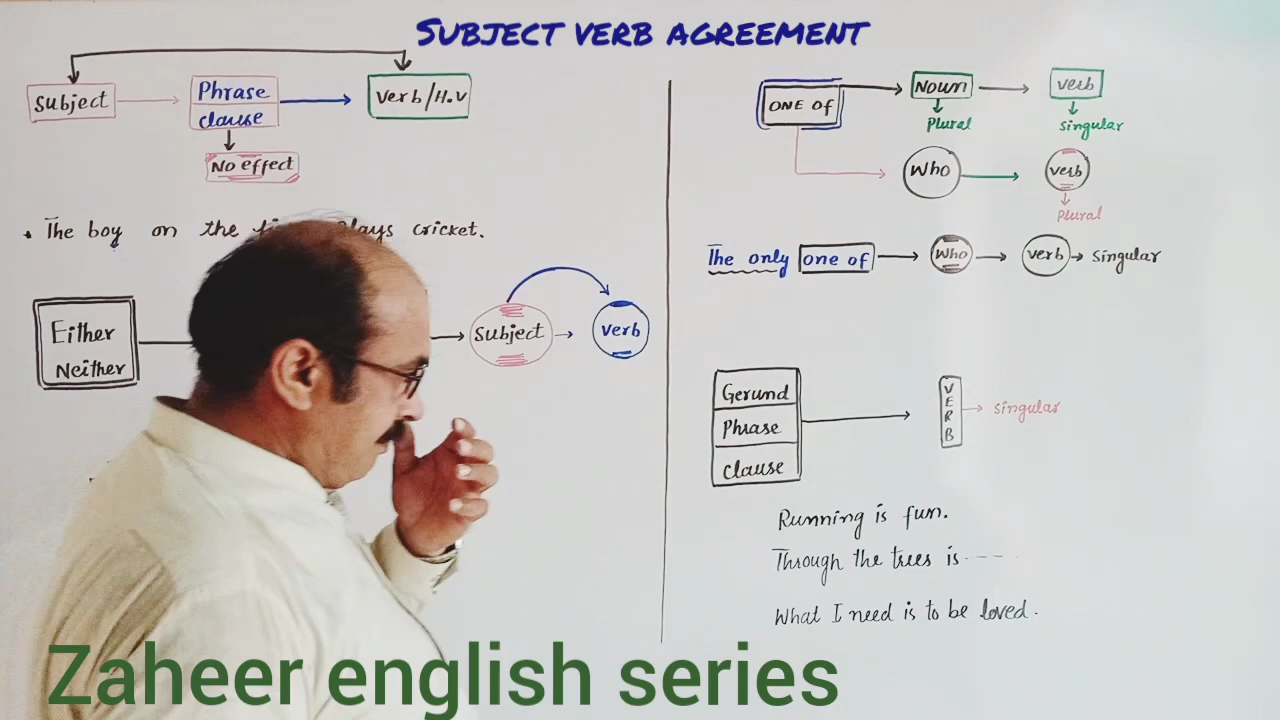 SUBJECT VERB AGREEMENT
Subject
Phrase
clause
Verb/H.V
No effect
The boy on the cricket.
Either
Neither
Subject
verb
ONE OF
Noun
verb
Plural
singular
Who
verb
Plural
The only one of
Who
verb
singular
Gerund
Phrase
clause
VERB
singular
Running is fun.
Through the trees is ----
What I need is to be loved.
Zaheer english series